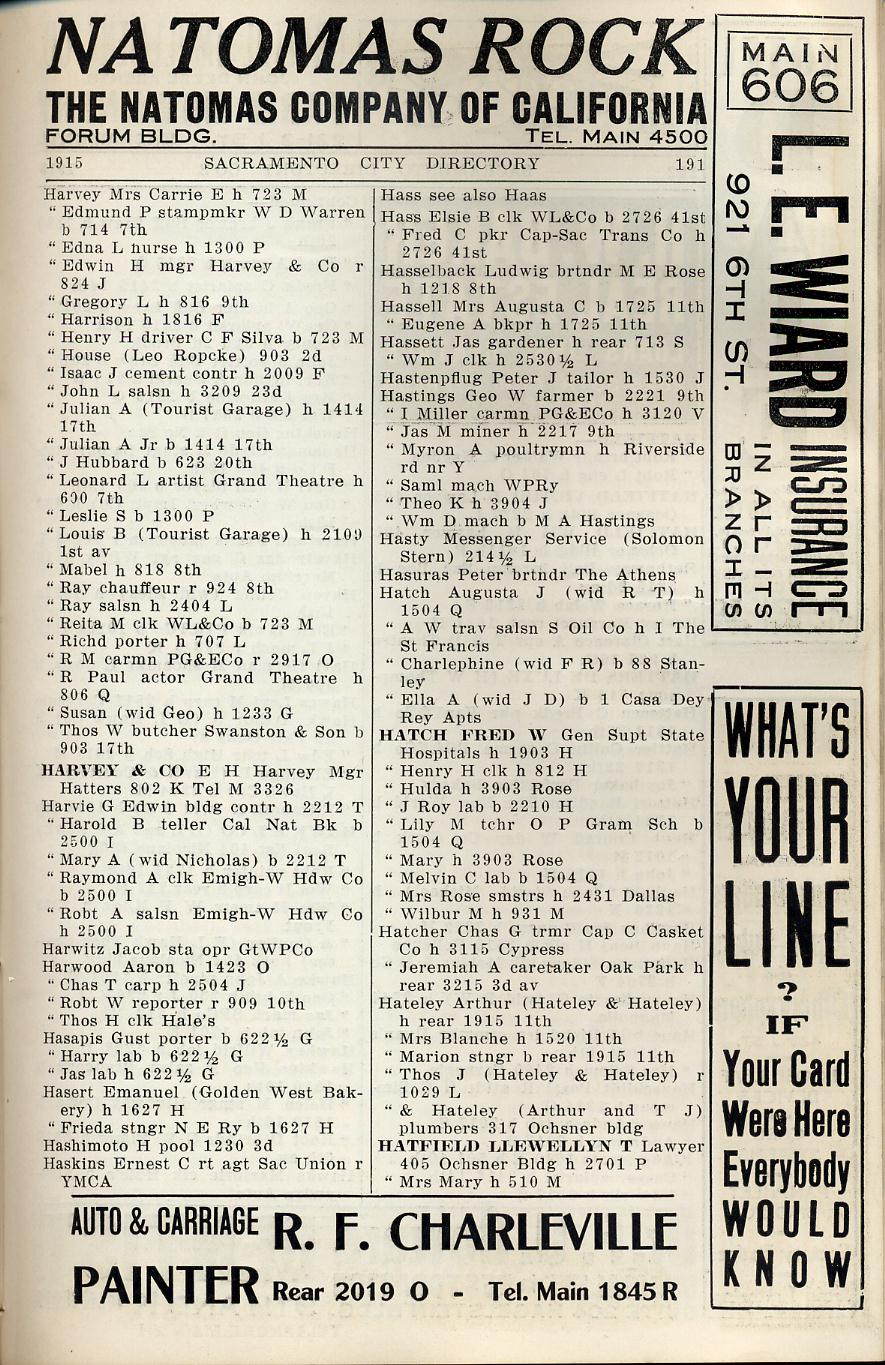 NATOMAS ROCK
THE NATOMAS COMPANY OF CALIFORNIA
FORUM BLDG. TEL. MAIN 4500
1915 SACRAMENTO CITY DIRECTORY 191
Harvey Mrs Carrie E h 723 M
“ Edmund P stampmkr W D Warren
b 714 7th
“ Edna L nurse h 1300 P
“ Edwin H mgr Harvey & Co r
824 J
“ Gregory L h 816 9th
“ Harrison h 1816 F
“ Henry H driver C F Silva b 723 M
“ House (Leo Ropcke) 903 2d
“ Isaac J cement contr h 2009 F
“ John L salsn h 3209 23d
“ Julian A (Tourist Garage) h 1414
17th
“ Julian A Jr b 1414 17th
“ J Hubbard b 623 20th
“ Leonard L artist Grand Theatre h
600 7th
“ Leslie S b 1300 P
“ Louis B (Tourist Garage) h 2109
1st av
“ Mabel h 818 8th
“ Ray chauffeur r 924 8th
“ Ray salsn h 2404 L
“ Reita M clk WL&Co b 723 M
“ Richd porter h 707 L
“ R M carmn PG&ECo r 2917 O
“ R Paul actor Grand Theatre h
806 Q
“ Susan (wid Geo) h 1233 G
“ Thos W butcher Swanston & Son b
903 17th
HARVEY & CO E H Harvey Mgr
Hatters 802 K Tel M 3326
Harvie G Edwin bldg contr h 2212 T
“ Harold B teller Cal Nat Bk b
2500 I
“ Mary A (wid Nicholas) b 2212 T
“ Raymond A clk Emigh-W Hdw Co
b 2500 I
“ Robt A salsn Emigh-W Hdw Co
h 2500 I
Harwitz Jacob sta opr GtWPCo
Harwood Aaron b 1423 O
“ Chas T carp h 2504 J
“ Robt W reporter r 909 10th
“ Thos H clk Hale's
Hasapis Gust porter b 622½ G
“ Harry lab b 622½ G
“ Jas lab h 622½ G
Hasert Emanuel (Golden West Bak-
ery) h 1627 H
“ Frieda stngr N E Ry b 1627 H
Hashimoto H pool 1230 3d
Haskins Ernest C rt agt Sac Union r
YMCA
Hass see also Haas
Hass Elsie B clk WL&Co b 2726 41st
“ Fred C pkr Cap-Sac Trans Co h
2726 41st
Hasselback Ludwig brtndr M E Rose
h 1218 8th
Hassell Mrs Augusta C b 1725 11th
“ Eugene A bkpr h 1725 11th
Hassett Jas gardener h rear 713 S
“ Wm J clk h 2530½ L
Hastenpflug Peter J tailor h 1530 J
Hastings Geo W farmer b 2221 9th
“ I Miller carmn PG&ECo h 3120 V
“ Jas M miner h 2217 9th
“ Myron A poultrymn h Riverside
rd nr Y
“ Saml mach WPRy
“ Theo K h 3904 J
“ Wm D mach b M A Hastings
Hasty Messenger Service (Solomon
Stern) 214½ L
Hasuras Peter brtndr The Athens
Hatch Augusta J (wid R T) h
1504 Q
“ A W trav salsn S Oil Co h I The
St Francis
“ Charlephine (wid F R) b 88 Stan-
ley
“ Ella A (wid J D) b 1 Casa Dey
Rey Apts
HATCH FRED W Gen Supt State
Hospitals h 1903 H
“ Henry H clk h 812 H
“ Hulda h 3903 Rose
“ J Roy lab b 2210 H
“ Lily M tchr O P Gram Sch b
1504 Q
“ Mary h 3903 Rose
“ Melvin C lab b 1504 Q
“ Mrs Rose smstrs h 2431 Dallas
“ Wilbur M h 931 M
Hatcher Chas G trmr Cap C Casket
Co h 3115 Cypress
“ Jeremiah A caretaker Oak Park h
rear 3215 3d av
Hateley Arthur (Hateley & Hateley)
h rear 1915 11th
“ Mrs Blanche h 1520 11th
“ Marion stngr b rear 1915 11th
“ Thos J (Hateley & Hateley) r
1029 L
“ & Hateley (Arthur and T J)
plumbers 317 Ochsner bldg
HATFIELD LLEWELLYN T Lawyer
405 Ochsner Bldg h 2701 P
“ Mrs Mary h 510 M
MAIN
606
L. E. WIARD INSURANCE
921 6TH ST. IN ALL ITS
BRANCHES
WHAT'S
YOUR
LINE
?
IF
Your Card
Were Here
Everybody
WOULD
KNOW
AUTO & CARRIAGE R. F. CHARLEVILLE
PAINTER Rear 2019 O - Tel. Main 1845 R